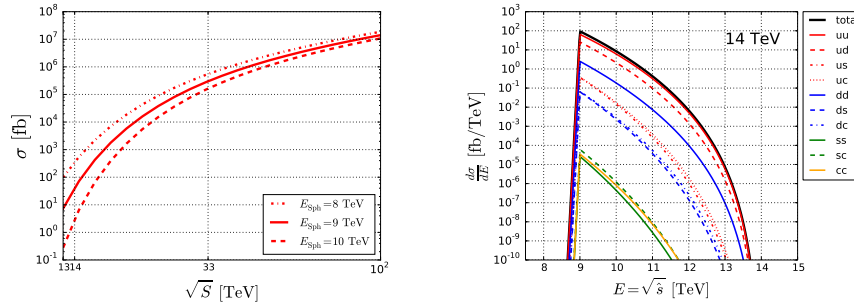 10^8
10^7
10^6
10^5
10^4
10^3
10^2
10^1
10^0
10^-1
σ [fb]
1314 33 10^2
√S [TeV]
E_Sph=8 TeV
E_Sph=9 TeV
E_Sph=10 TeV
10^3
10^2
10^1
10^0
10^-1
10^-2
10^-3
10^-4
10^-5
10^-6
10^-7
10^-8
10^-9
10^-10
dσ/dE [fb/TeV]
8 9 10 11 12 13 14 15
E=√ŝ [TeV]
14 TeV
total
uu
ud
us
uc
dd
ds
dc
ss
sc
cc